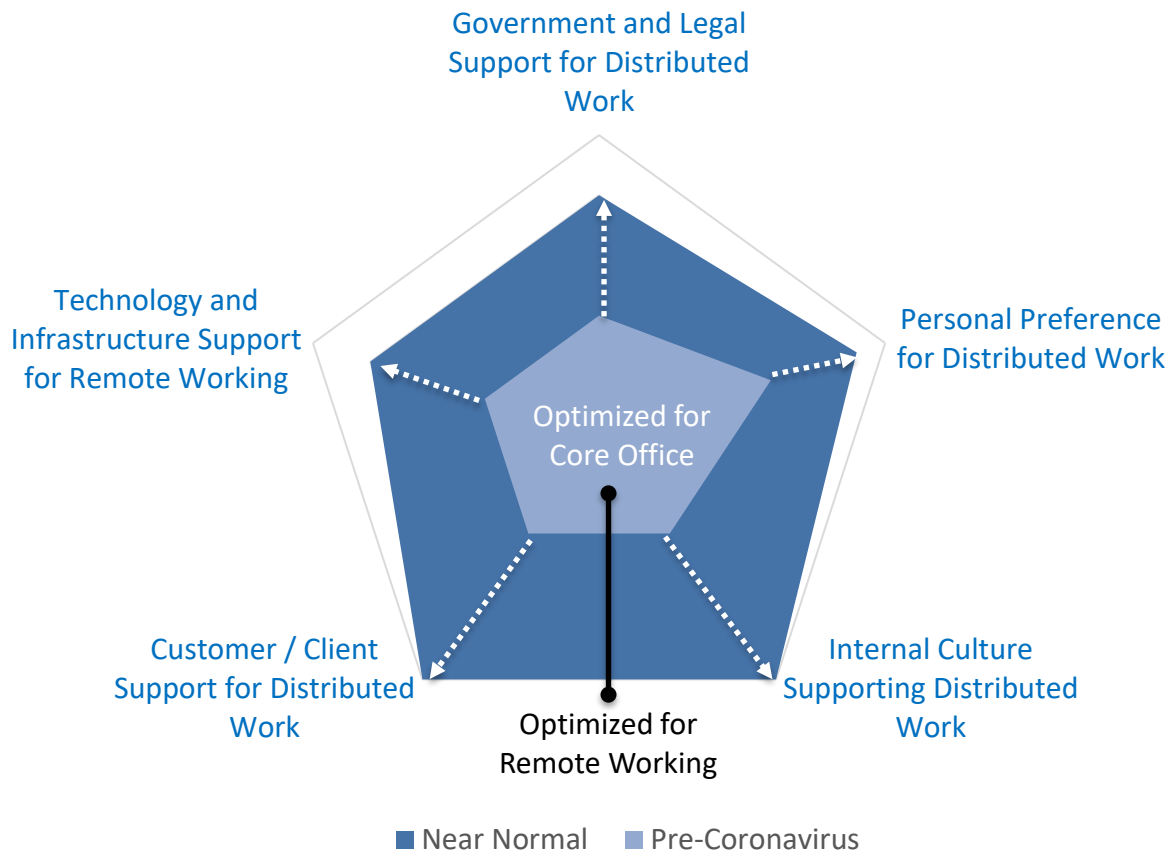 Government and Legal
Support for Distributed
Work
Technology and
Infrastructure Support
for Remote Working
Personal Preference
for Distributed Work
Optimized for
Core Office
Customer / Client
Support for Distributed
Work
Internal Culture
Supporting Distributed
Work
Optimized for
Remote Working
Near Normal
Pre-Coronavirus